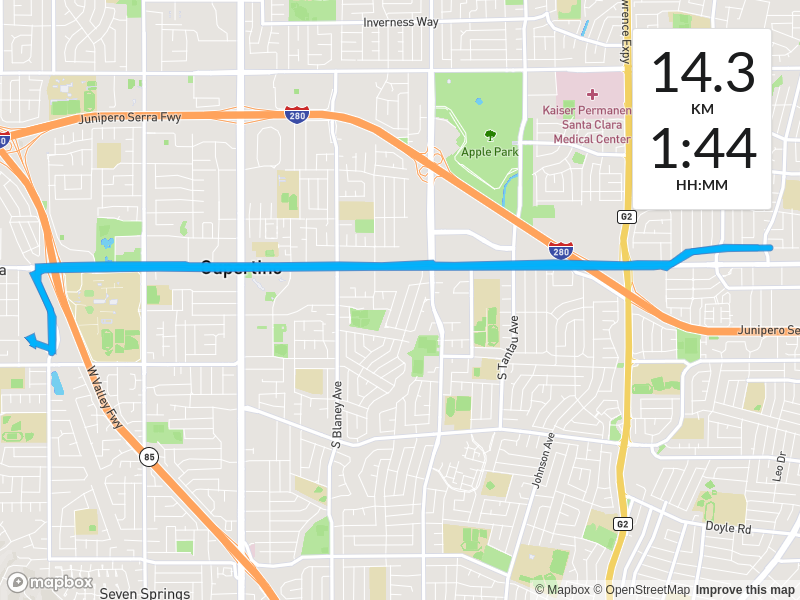 Inverness Way
Lawrence Expy
14.3
KM
1:44
HH:MM
Kaiser Permanen
Santa Clara
Medical Center
Junipero Serra Fwy
280
280
Apple Park
G2
280
a
Cupertino
Junipero Serra
S Tantau Ave
W Valley Fwy
S Blaney Ave
85
Johnson Ave
Leo Dr
G2
Doyle Rd
mapbox
Seven Springs
© Mapbox © OpenStreetMap Improve this map